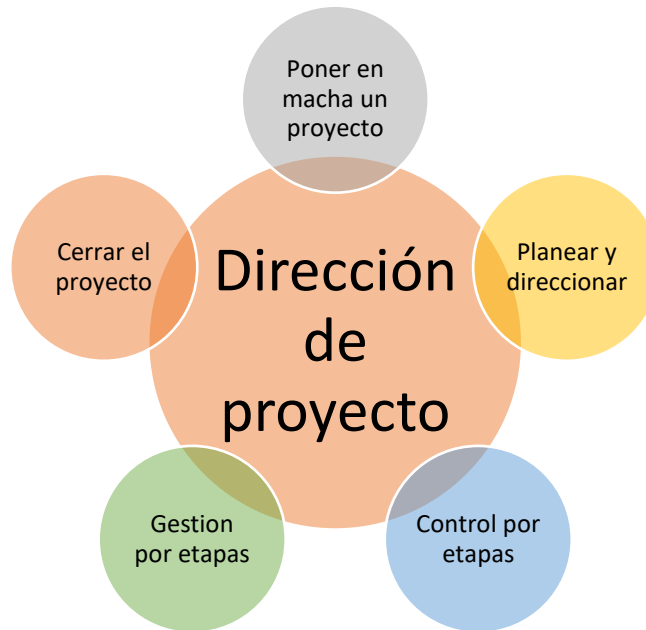 Poner en
macha un
proyecto
Cerrar el
proyecto
Dirección
de
proyecto
Planear y
direccionar
Gestion
por etapas
Control por
etapas